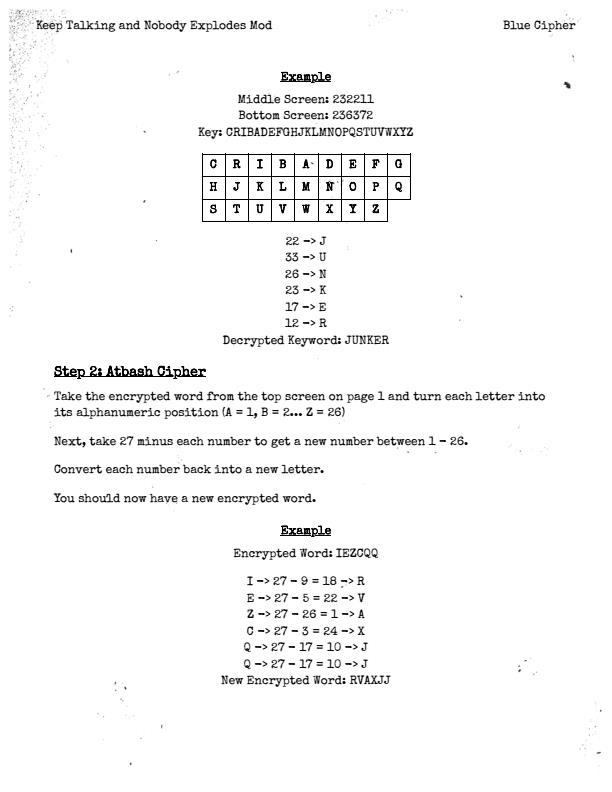 Keep Talking and Nobody Explodes Mod Blue Cipher
Example
Middle Screen: 232211
Bottom Screen: 236372
Key: CRIBADEFGHJKLMNOPQSTUVWXYZ
C R I B A D E F G
H J K L M N O P Q
S T U V W X Y Z
22 -> J
33 -> U
26 -> N
23 -> K
17 -> E
12 -> R
Decrypted Keyword: JUNKER
Step 2: Atbash Cipher
Take the encrypted word from the top screen on page 1 and turn each letter into
its alphanumeric position (A = 1, B = 2... Z = 26)
Next, take 27 minus each number to get a new number between 1 - 26.
Convert each number back into a new letter.
You should now have a new encrypted word.
Example
Encrypted Word: IEZCQQ
I -> 27 - 9 = 18 -> R
E -> 27 - 5 = 22 -> V
Z -> 27 - 26 = 1 -> A
C -> 27 - 3 = 24 -> X
Q -> 27 - 17 = 10 -> J
Q -> 27 - 17 = 10 -> J
New Encrypted Word: RVAXJJ